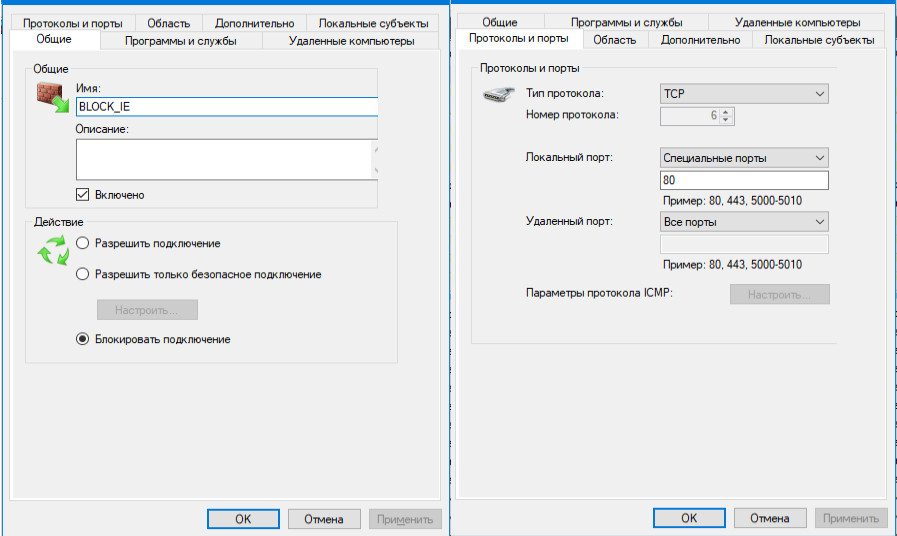 Протоколы и порты Область Дополнительно Локальные субъекты
Общие Программы и службы Удаленные компьютеры
Общие
Имя:
BLOCK_IE
Описание:
Включено
Действие
Разрешить подключение
Разрешить только безопасное подключение
Настроить...
Блокировать подключение
OK Отмена Применить
Общие Программы и службы Удаленные компьютеры
Протоколы и порты Область Дополнительно Локальные субъекты
Протоколы и порты
Тип протокола: TCP
Номер протокола: 6
Локальный порт: Специальные порты
80
Пример: 80, 443, 5000-5010
Удаленный порт: Все порты
Пример: 80, 443, 5000-5010
Параметры протокола ICMP: Настроить...
OK Отмена Применить